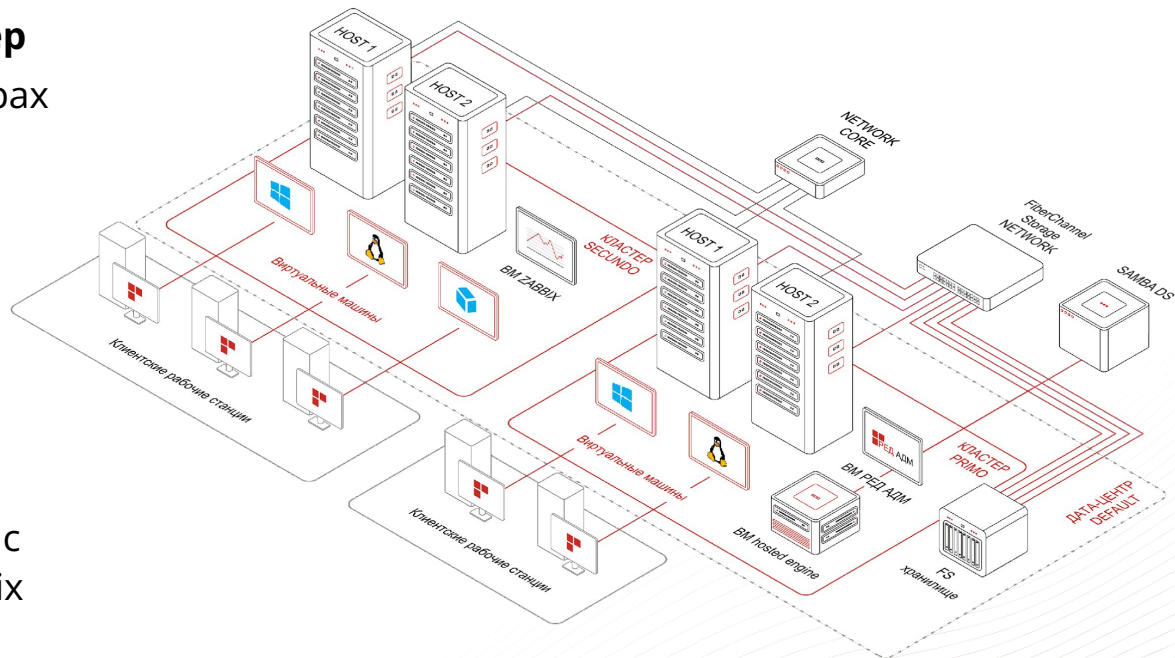 HOST 1
HOST 2
NETWORK
CORE
FiberChannel
Storage
NETWORK
SAMBA DS
КЛАСТЕР
SECUNDO
ВМ ZABBIX
Виртуальные машины
Клиентские рабочие станции
HOST 1
HOST 2
Виртуальные машины
Клиентские рабочие станции
РЕД АДМ
ВМ РЕД АДМ
ВМ hosted engine
КЛАСТЕР
PRIMO
ДАТА-ЦЕНТР
DEFAULT
FS
хранилище